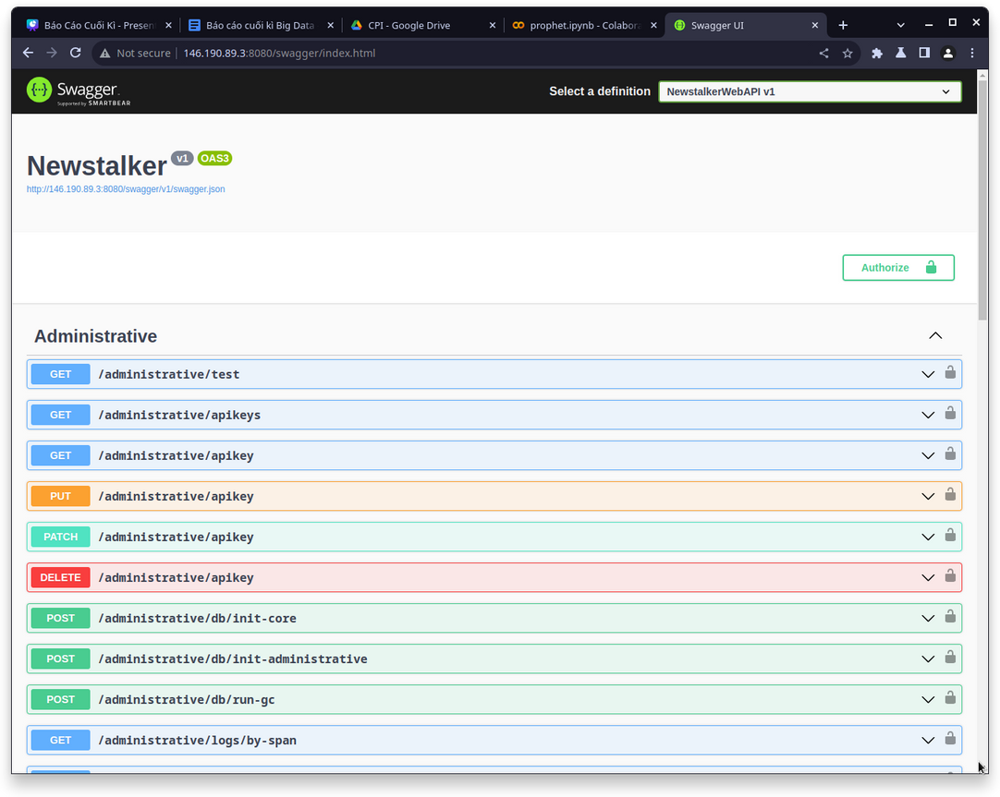 Báo Cáo Cuối Kì - Presen
Báo cáo cuối kì Big Data
CPI - Google Drive
prophet.ipynb - Colabora
Swagger UI
Not secure
146.190.89.3:8080/swagger/index.html
Swagger.
Supported by SMARTBEAR
Select a definition
NewstalkerWebAPI v1
Newstalker v1 OAS3
http://146.190.89.3:8080/swagger/v1/swagger.json
Authorize
Administrative
GET /administrative/test
GET /administrative/apikeys
GET /administrative/apikey
PUT /administrative/apikey
PATCH /administrative/apikey
DELETE /administrative/apikey
POST /administrative/db/init-core
POST /administrative/db/init-administrative
POST /administrative/db/run-gc
GET /administrative/logs/by-span